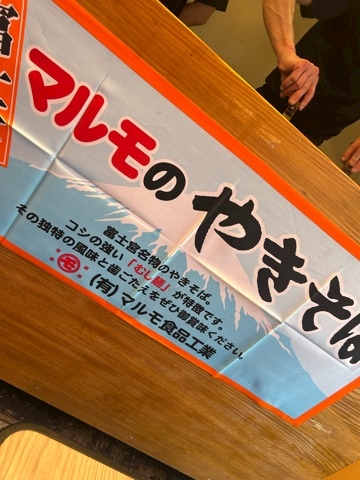 マルモの
やきそば
富士宮名物のやきそば。
コシの強い「むし麺」が特徴です。
その独特の風味と歯ごたえをぜひ御賞味ください。
モ
(有)マルモ食品工業